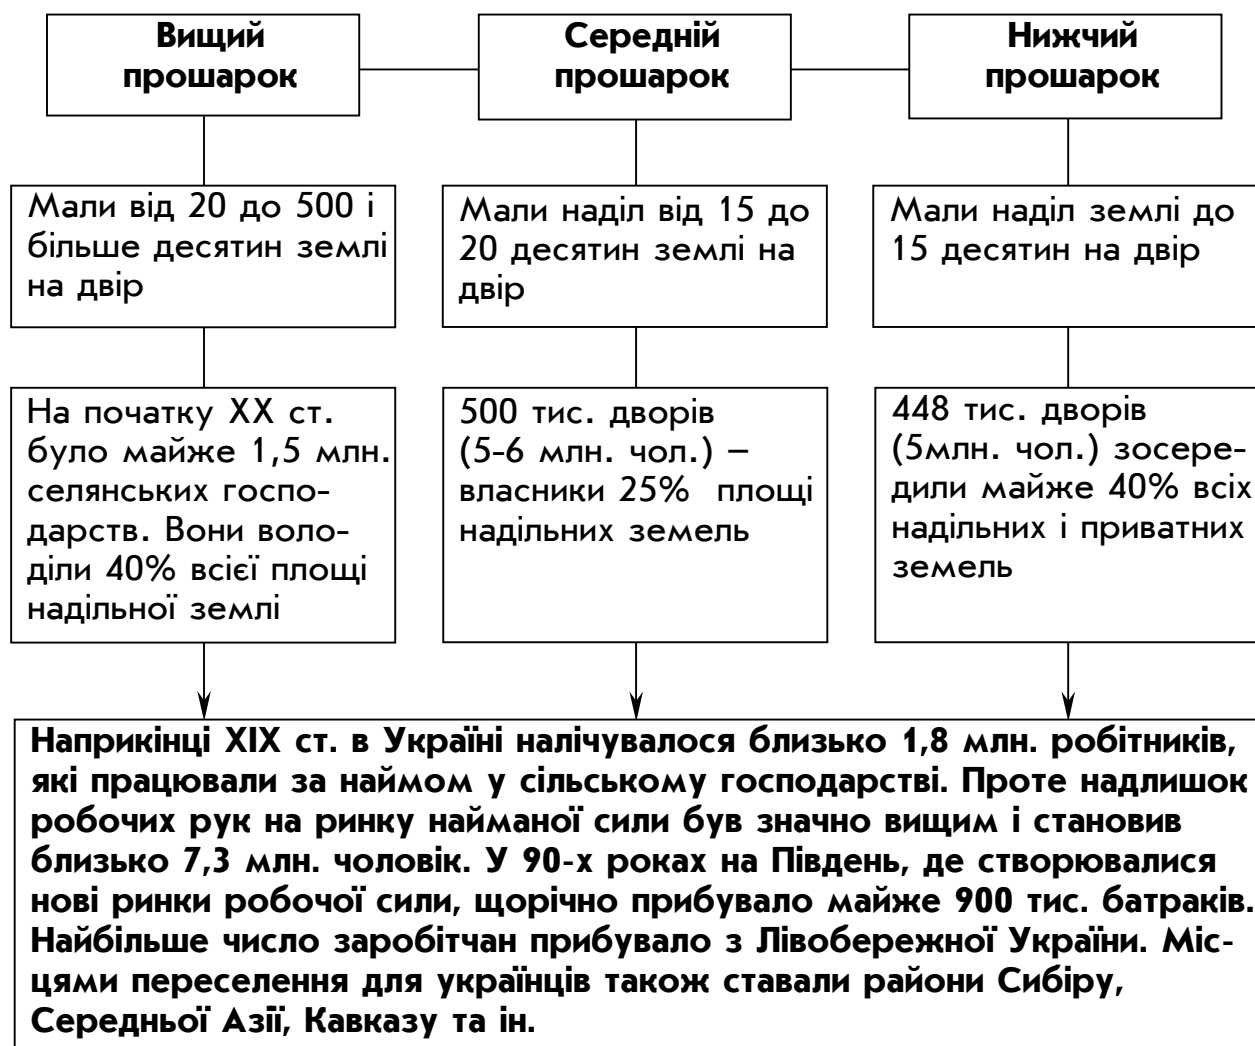 Вищий
прошарок
Середній
прошарок
Нижчий
прошарок
Мали від 20 до 500 і
більше десятин землі
на двір
Мали наділ від 15 до
20 десятин землі на
двір
Мали наділ землі до
15 десятин на двір
На початку XX ст.
було майже 1,5 млн.
селянських госпо-
дарств. Вони воло-
діли 40% всієї площі
надільної землі
500 тис. дворів
(5-6 млн. чол.) –
власники 25% площі
надільних земель
448 тис. дворів
(5млн. чол.) зосере-
дили майже 40% всіх
надільних і приватних
земель
Наприкінці XIX ст. в Україні налічувалося близько 1,8 млн. робітників,
які працювали за наймом у сільському господарстві. Проте надлишок
робочих рук на ринку найманої сили був значно вищим і становив
близько 7,3 млн. чоловік. У 90-х роках на Південь, де створювалися
нові ринки робочої сили, щорічно прибувало майже 900 тис. батраків.
Найбільше число заробітчан прибувало з Лівобережної України. Міс-
цями переселення для українців також ставали райони Сибіру,
Середньої Азії, Кавказу та ін.